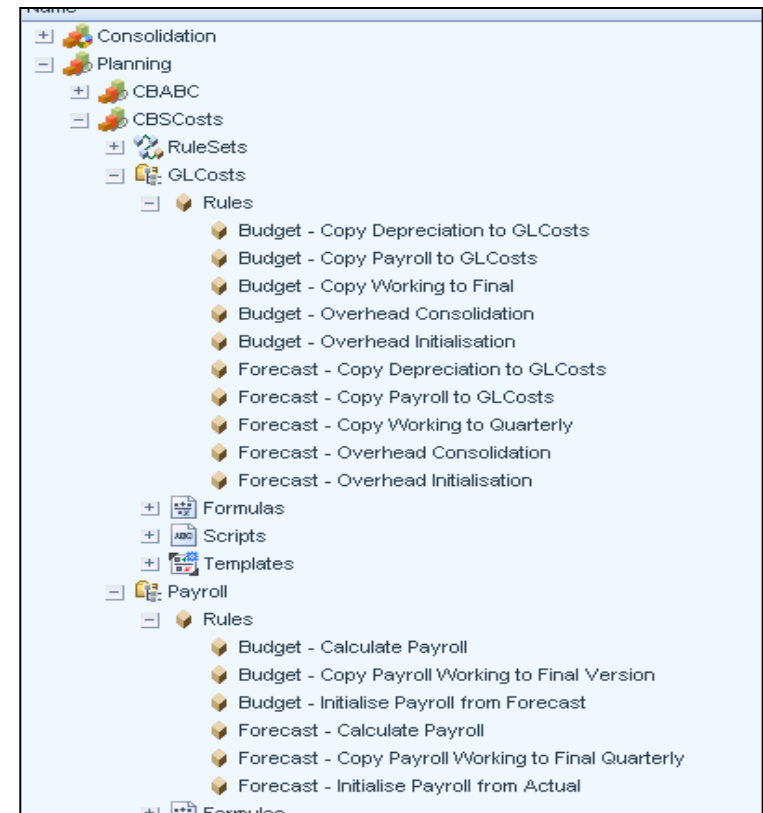 Name
Consolidation
Planning
CBABC
CBSCosts
RuleSets
GLCosts
Rules
Budget - Copy Depreciation to GLCosts
Budget - Copy Payroll to GLCosts
Budget - Copy Working to Final
Budget - Overhead Consolidation
Budget - Overhead Initialisation
Forecast - Copy Depreciation to GLCosts
Forecast - Copy Payroll to GLCosts
Forecast - Copy Working to Quarterly
Forecast - Overhead Consolidation
Forecast - Overhead Initialisation
Formulas
Scripts
Templates
Payroll
Rules
Budget - Calculate Payroll
Budget - Copy Payroll Working to Final Version
Budget - Initialise Payroll from Forecast
Forecast - Calculate Payroll
Forecast - Copy Payroll Working to Final Quarterly
Forecast - Initialise Payroll from Actual
Formulas